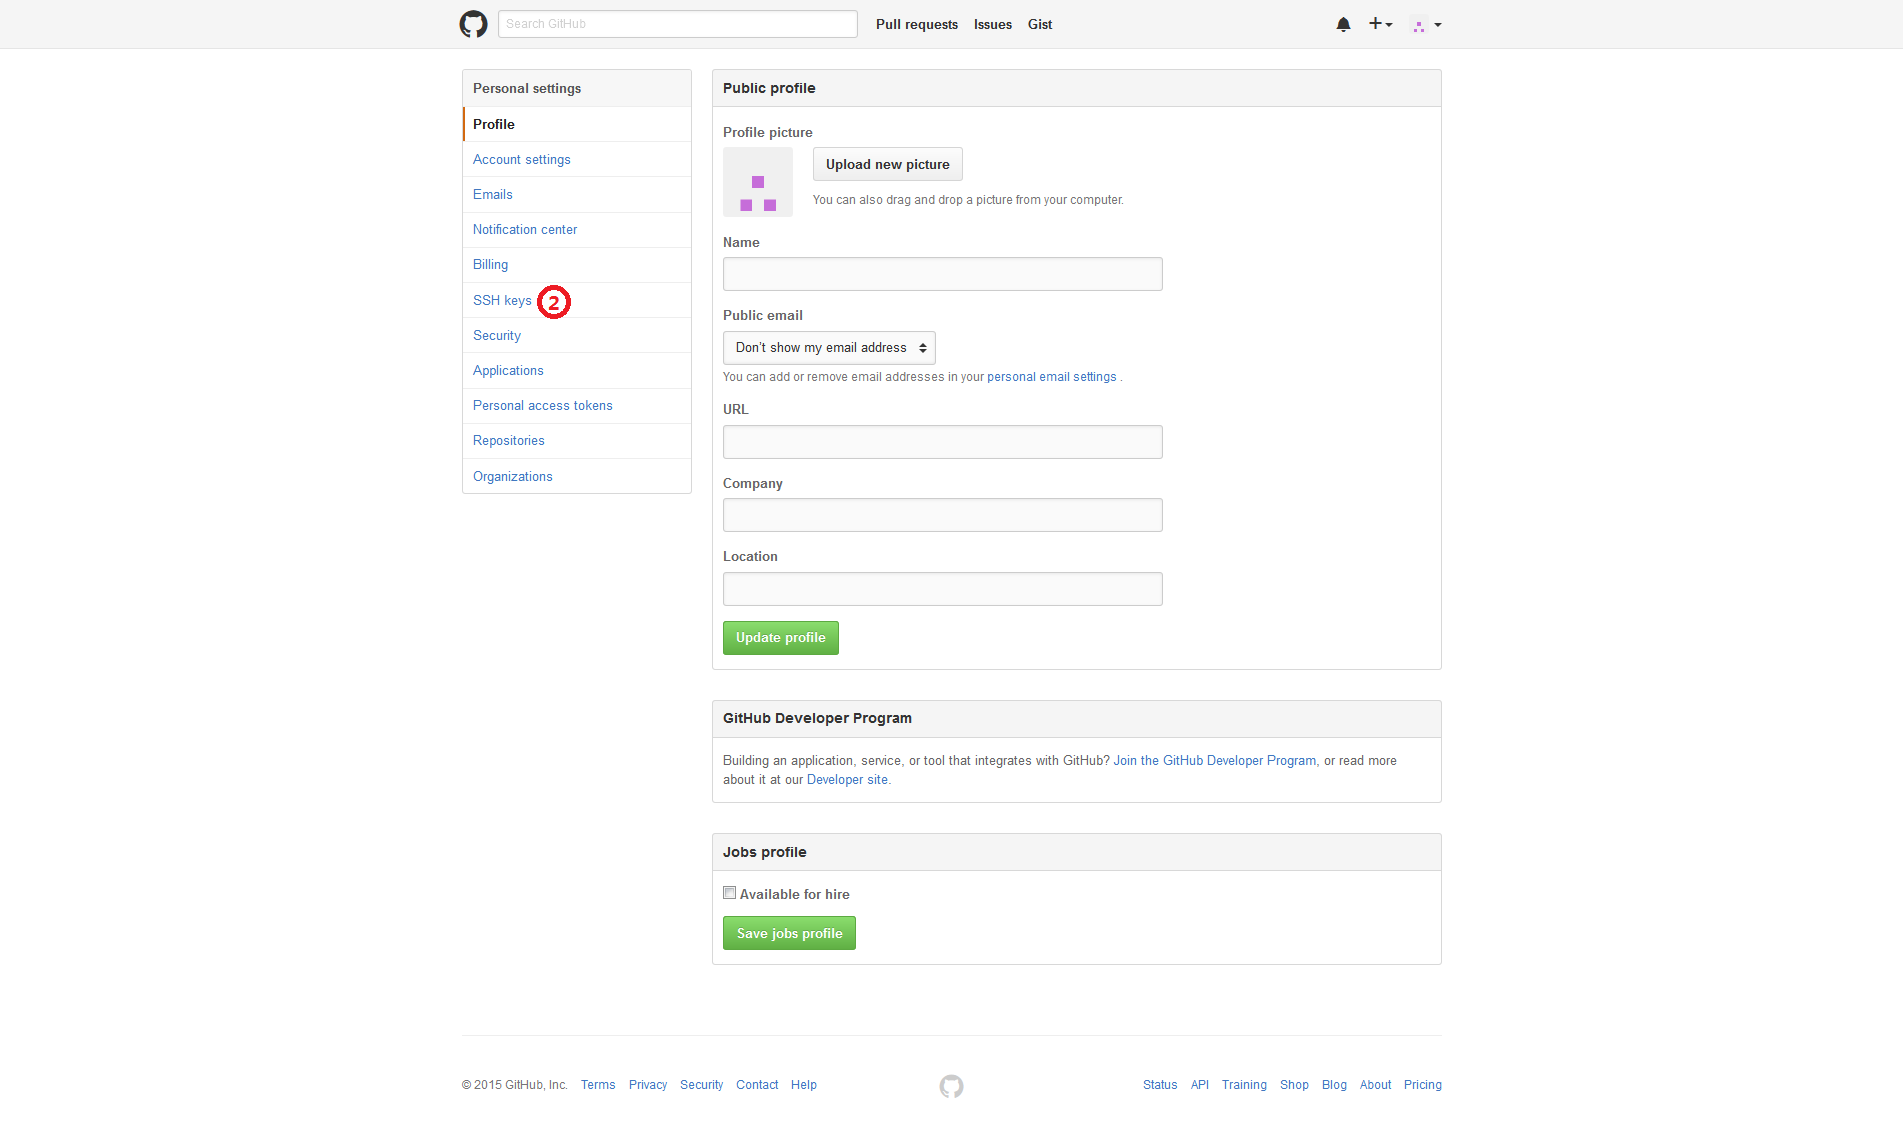 Search GitHub
Pull requests Issues Gist
Personal settings
Profile
Account settings
Emails
Notification center
Billing
SSH keys 2
Security
Applications
Personal access tokens
Repositories
Organizations
Public profile
Profile picture
Upload new picture
You can also drag and drop a picture from your computer.
Name
Public email
Don't show my email address
You can add or remove email addresses in your personal email settings .
URL
Company
Location
Update profile
GitHub Developer Program
Building an application, service, or tool that integrates with GitHub? Join the GitHub Developer Program, or read more
about it at our Developer site.
Jobs profile
Available for hire
Save jobs profile
© 2015 GitHub, Inc. Terms Privacy Security Contact Help
Status API Training Shop Blog About Pricing